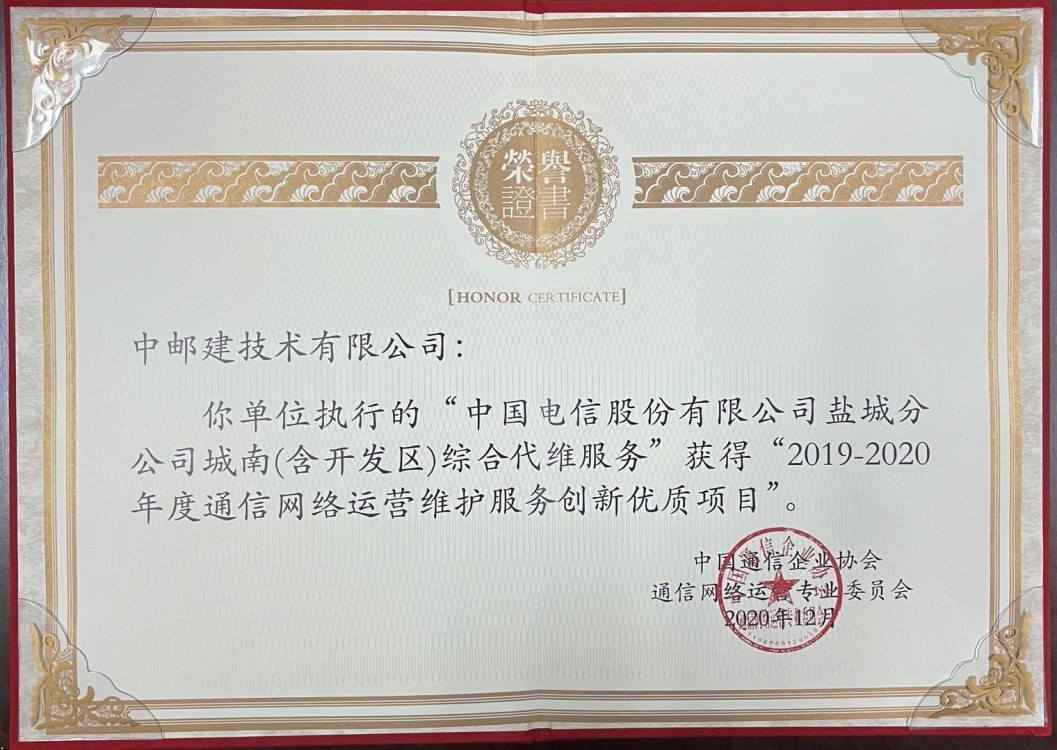 榮譽
證書
[HONOR CERTIFICATE]
中邮建技术有限公司：
你单位执行的“中国电信股份有限公司盐城分
公司城南(含开发区)综合代维服务”获得“2019-2020
年度通信网络运营维护服务创新优质项目”。
中国通信企业协会
通信网络运营专业委员会
2020年12月